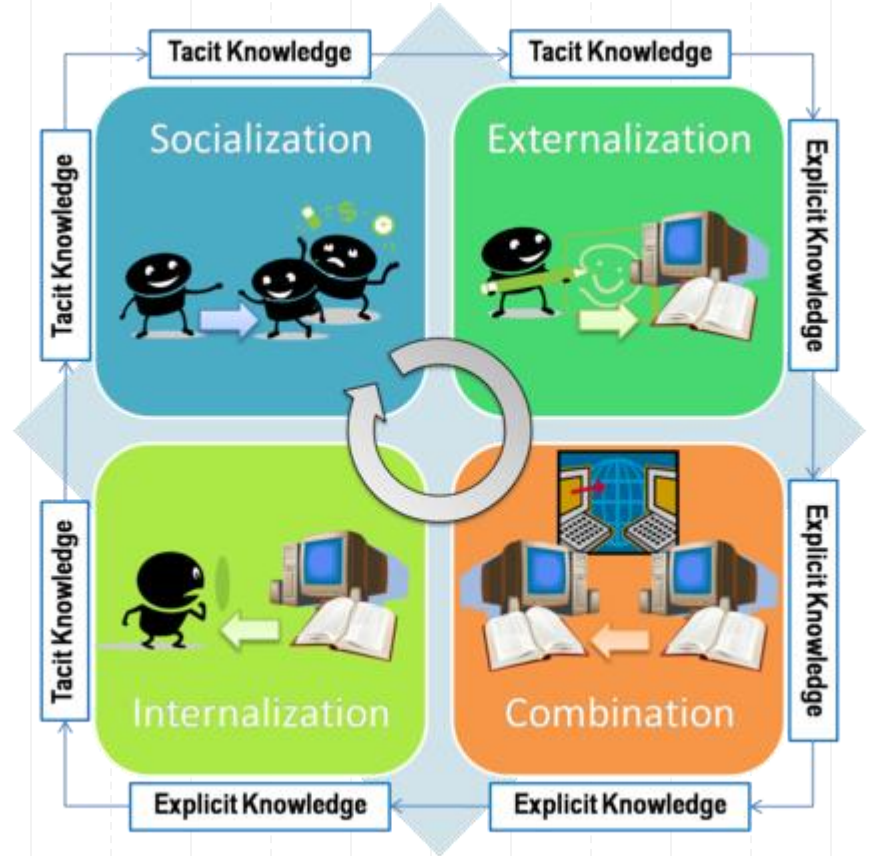 Tacit Knowledge
Tacit Knowledge
Socialization
Externalization
Tacit Knowledge
Explicit Knowledge
Tacit Knowledge
Explicit Knowledge
Internalization
Combination
Explicit Knowledge
Explicit Knowledge